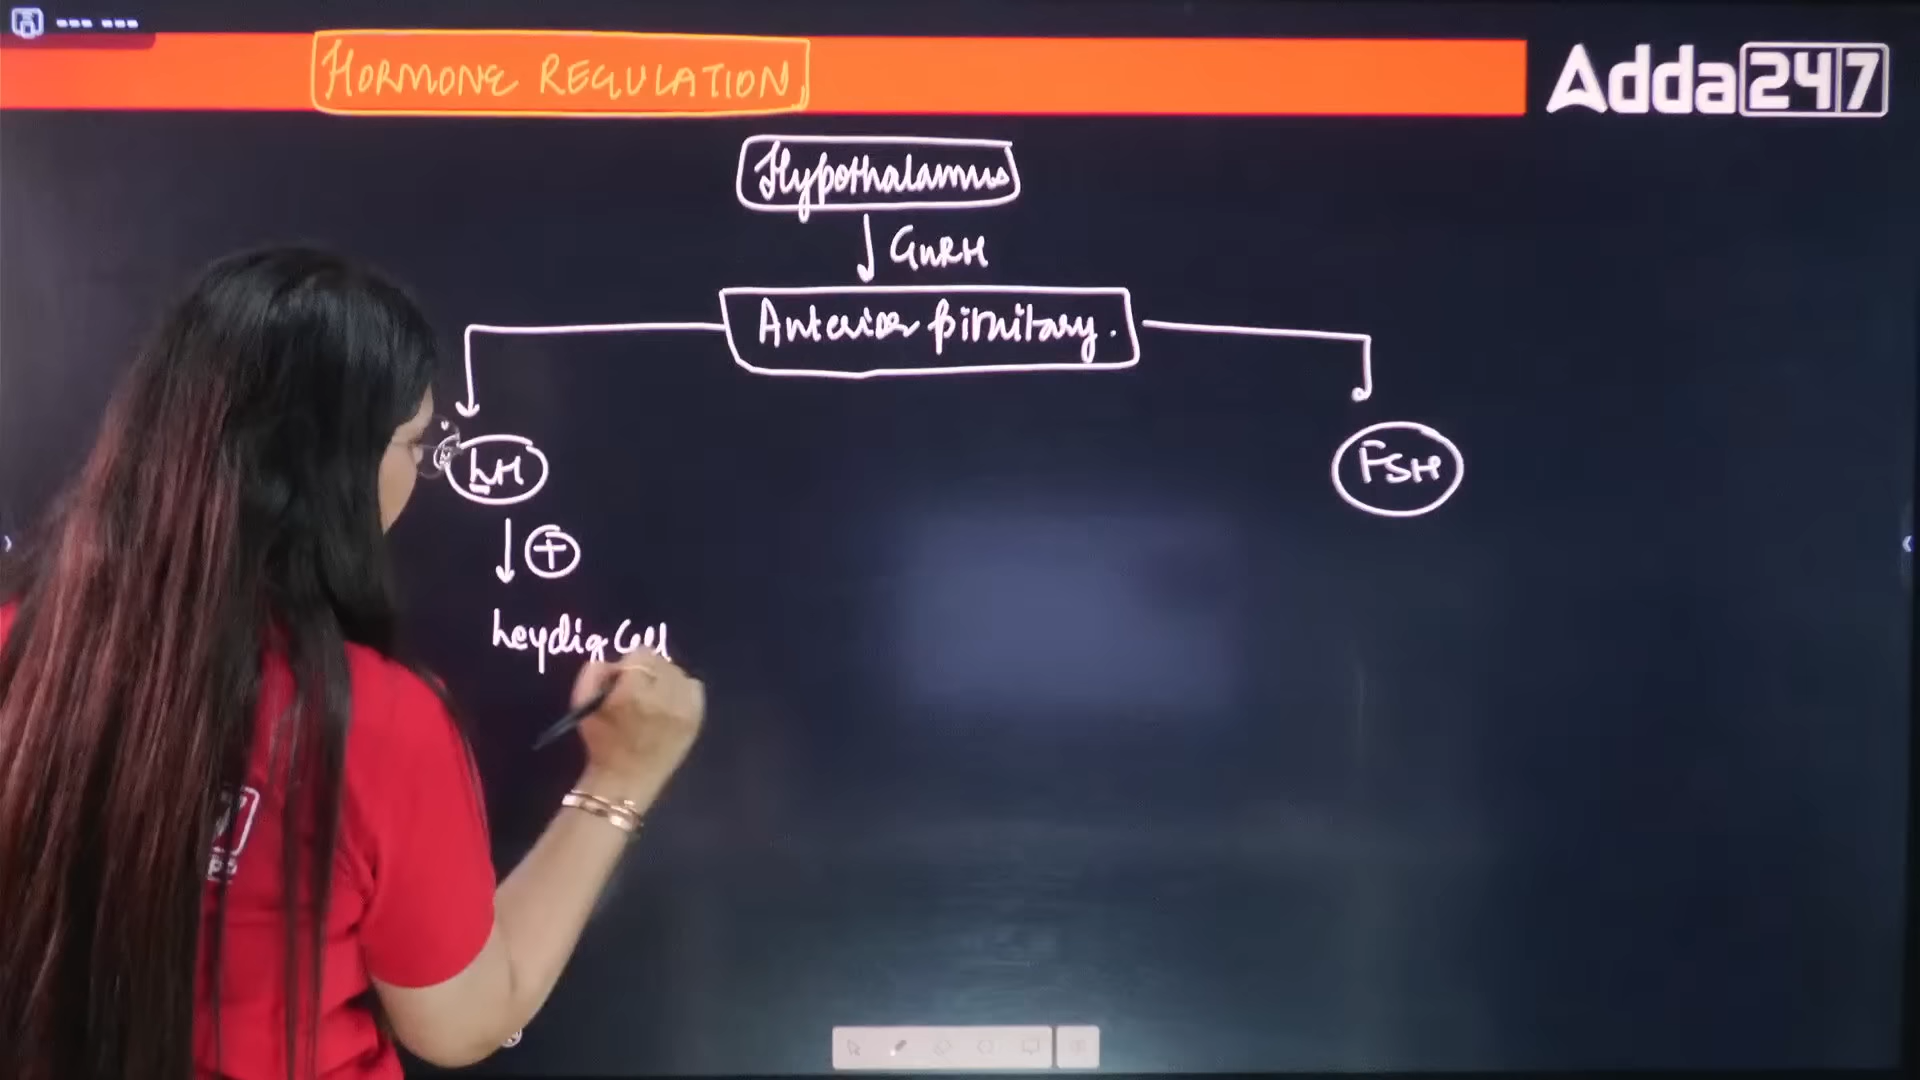 HORMONE REGULATION
Adda247
Hypothalamus
GnRH
Anterior pituitary.
LH
FSH
+
Leydig Cell